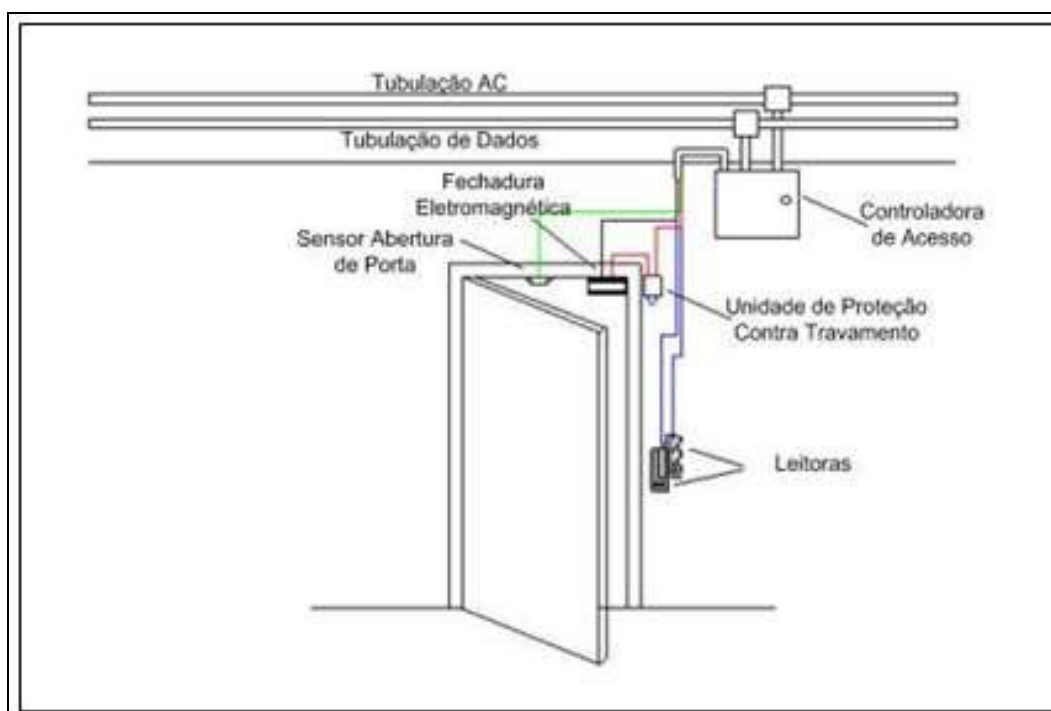 Tubulação AC
Tubulação de Dados
Fechadura
Eletromagnética
Controladora
de Acesso
Sensor Abertura
de Porta
Unidade de Proteção
Contra Travamento
Leitoras